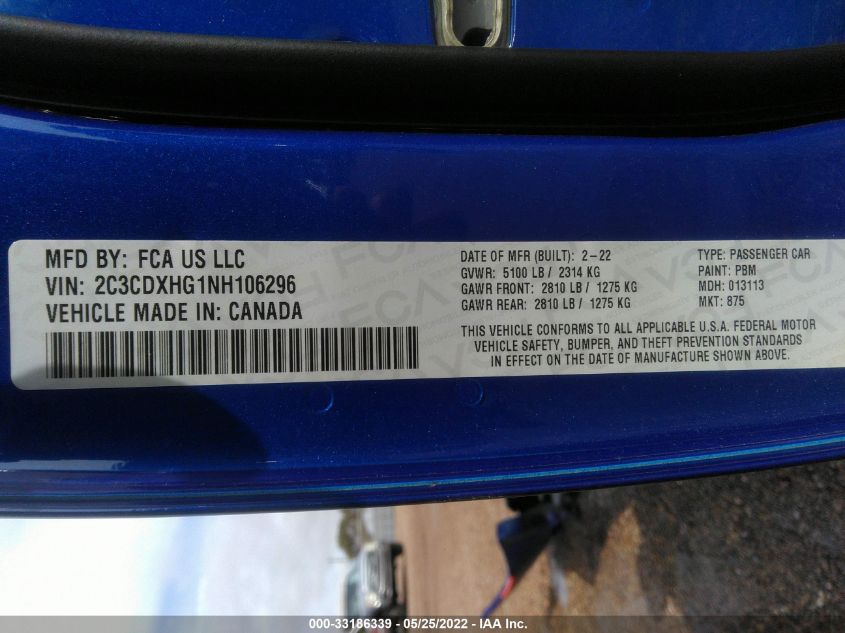 MFD BY: FCA US LLC
VIN: 2C3CDXHG1NH106296
VEHICLE MADE IN: CANADA
DATE OF MFR (BUILT): 2-22
GVWR: 5100 LB / 2314 KG
GAWR FRONT: 2810 LB / 1275 KG
GAWR REAR: 2810 LB / 1275 KG
TYPE: PASSENGER CAR
PAINT: PBM
MDH: 013113
MKT: 875
THIS VEHICLE CONFORMS TO ALL APPLICABLE U.S.A. FEDERAL MOTOR
VEHICLE SAFETY, BUMPER, AND THEFT PREVENTION STANDARDS
IN EFFECT ON THE DATE OF MANUFACTURE SHOWN ABOVE.
000-33186339 - 05/25/2022 - IAA Inc.